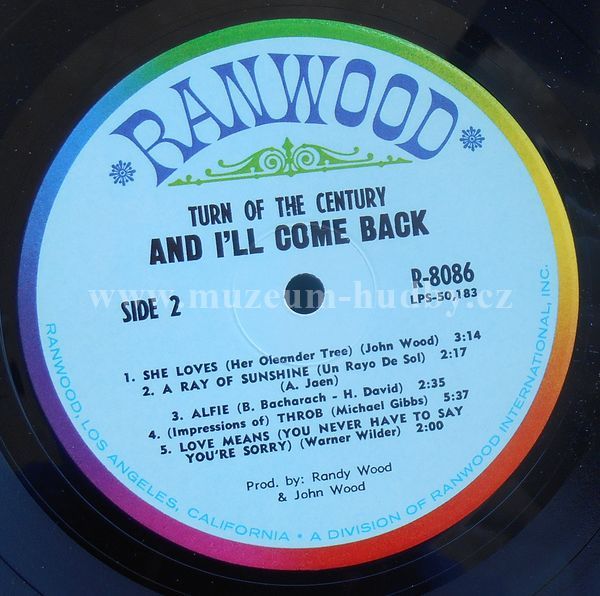 RANWOOD
TURN OF THE CENTURY
AND I'LL COME BACK
R-8086
LPS-50,183
SIDE 2
www.muzeum-hudby.cz
1. SHE LOVES (Her Oleander Tree) (John Wood) 3:14
2. A RAY OF SUNSHINE (Un Rayo De Sol) 2:17
(A. Jaen)
3. ALFIE (B. Bacharach - H. David) 2:35
4. (Impressions of) THROB (Michael Gibbs) 5:37
5. LOVE MEANS (YOU NEVER HAVE TO SAY
YOU'RE SORRY) (Warner Wilder) 2:00
Prod. by: Randy Wood
& John Wood
RANWOOD, LOS ANGELES, CALIFORNIA • A DIVISION OF RANWOOD INTERNATIONAL, INC.